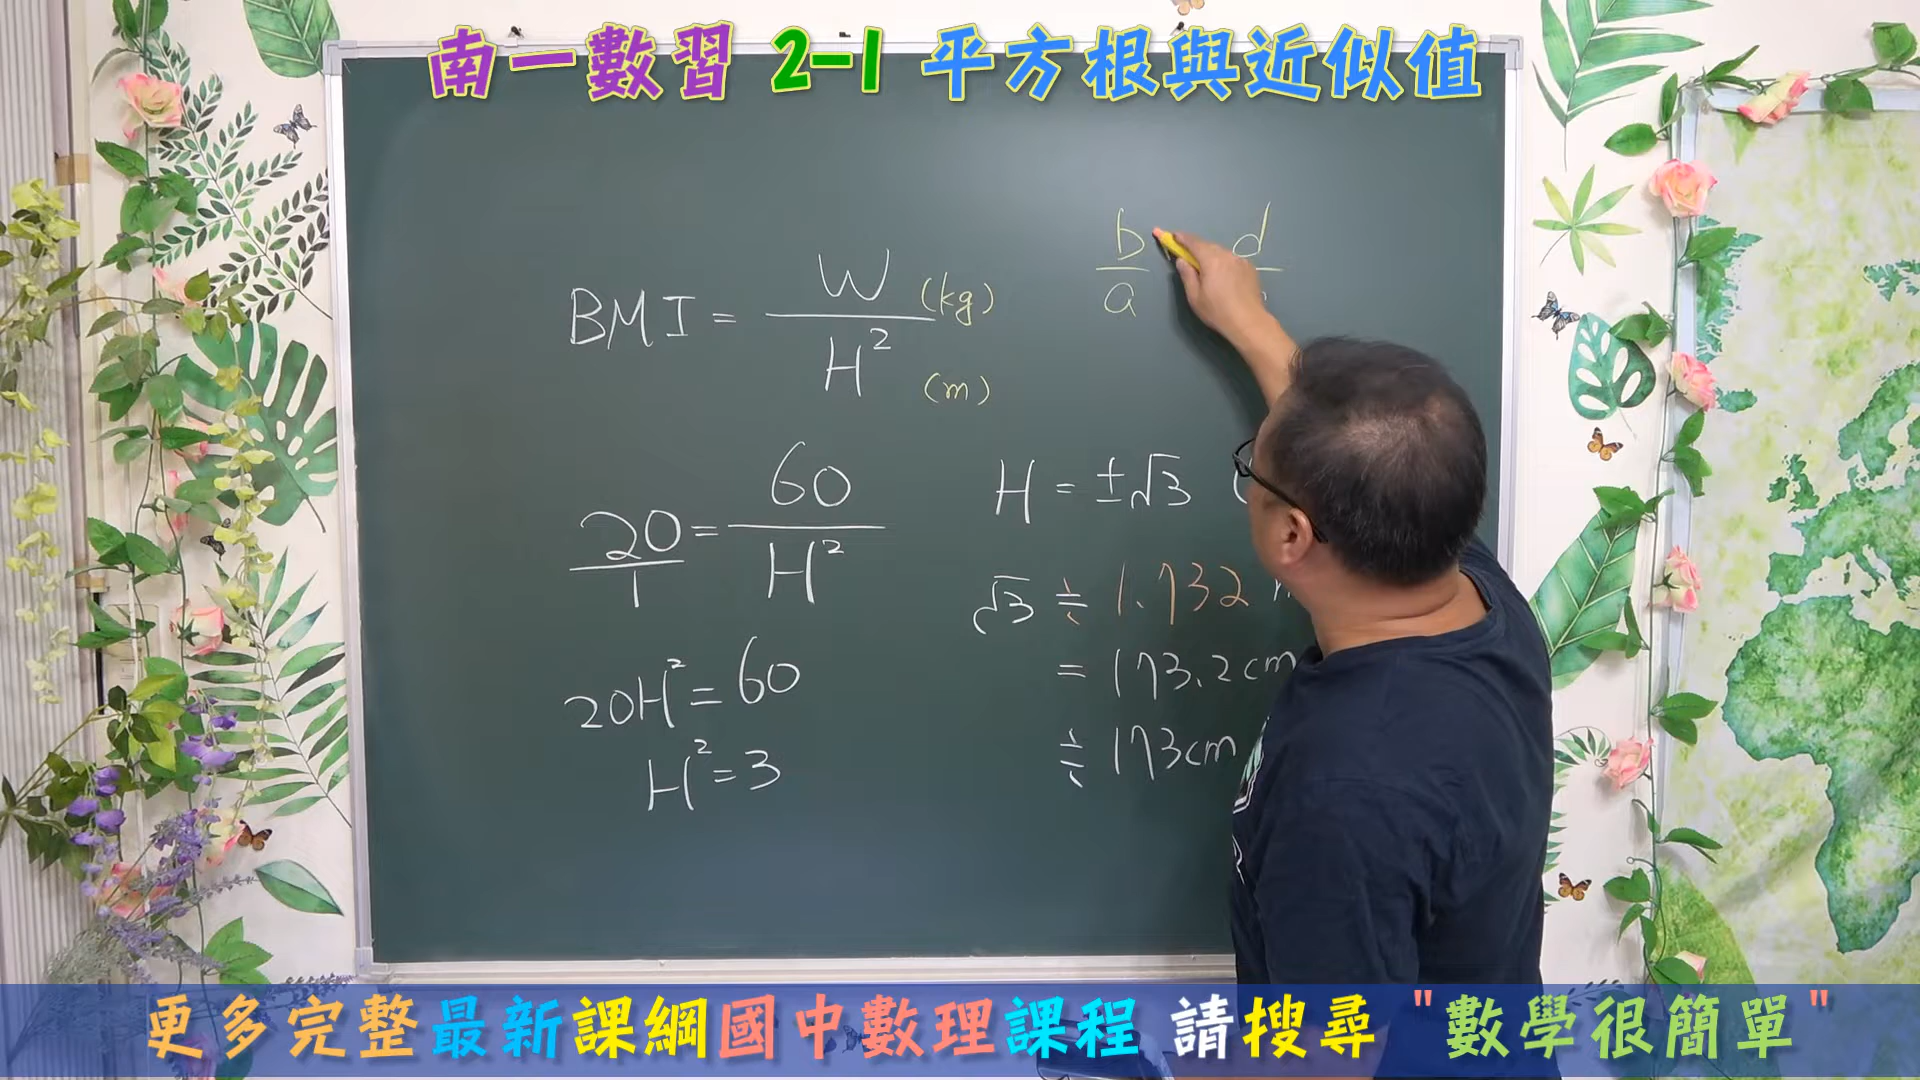 南一數習 2-1 平方根與近似值
BMI = W (kg) / H² (m)
b/a d
20/1 = 60/H²
H = ±√3 (
√3 ≒ 1.732
20H² = 60
= 173.2cm
H² = 3
≒ 173cm
更多完整最新課綱國中數理課程 請搜尋 "數學很簡單"